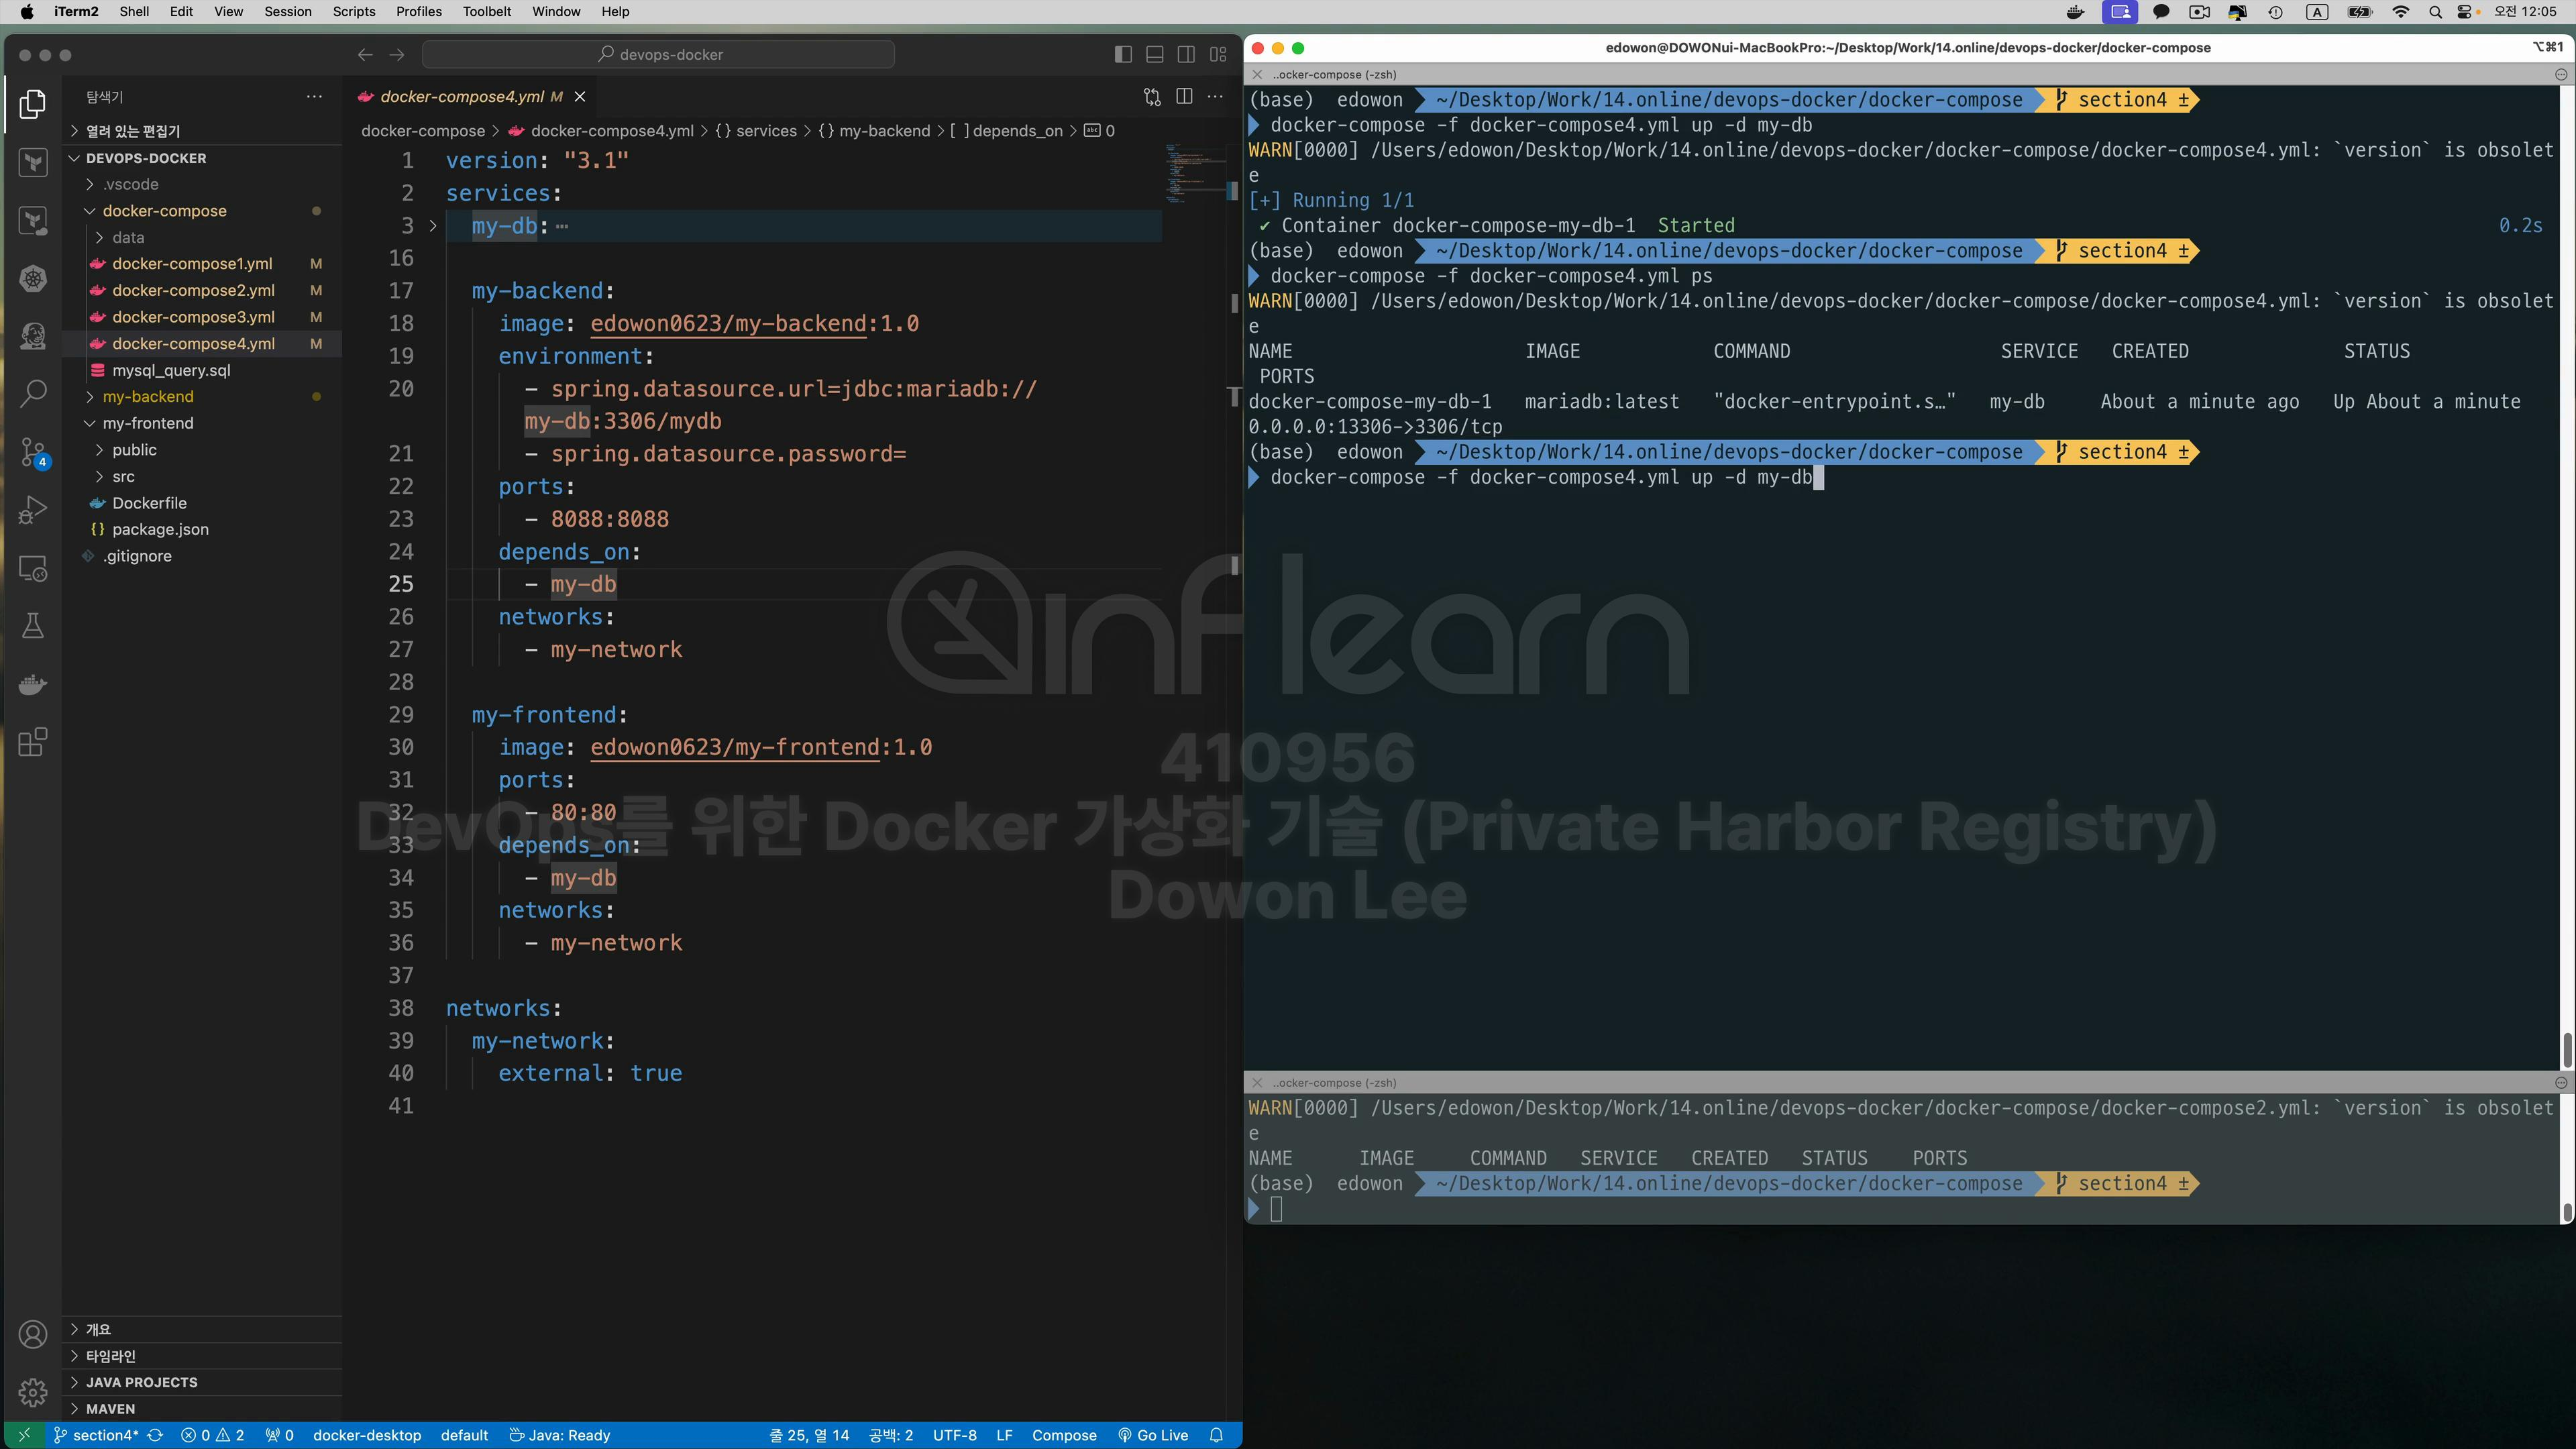 iTerm2 Shell Edit View Session Scripts Profiles Toolbelt Window Help
A 오전 12:05
devops-docker
탐색기
열려 있는 편집기
DEVOPS-DOCKER
.vscode
docker-compose
data
docker-compose1.yml M
docker-compose2.yml M
docker-compose3.yml M
docker-compose4.yml M
mysql_query.sql
my-backend
my-frontend
public
src
Dockerfile
package.json
.gitignore
4
개요
타임라인
JAVA PROJECTS
MAVEN
docker-compose4.yml M
docker-compose > docker-compose4.yml > {} services > {} my-backend > [ ] depends_on > abc 0
1 version: "3.1"
2 services:
3 my-db: ⋯
16
17 my-backend:
18 image: edowon0623/my-backend:1.0
19 environment:
20 - spring.datasource.url=jdbc:mariadb://
my-db:3306/mydb
21 - spring.datasource.password=
22 ports:
23 - 8088:8088
24 depends_on:
25 - my-db
26 networks:
27 - my-network
28
29 my-frontend:
30 image: edowon0623/my-frontend:1.0
31 ports:
32 - 80:80
33 depends_on:
34 - my-db
35 networks:
36 - my-network
37
38 networks:
39 my-network:
40 external: true
41
section4* 0 2 0 docker-desktop default Java: Ready 줄 25, 열 14 공백: 2 UTF-8 LF Compose Go Live
edowon@DOWONui-MacBookPro:~/Desktop/Work/14.online/devops-docker/docker-compose ⌥⌘1
..ocker-compose (-zsh)
(base) edowon ~/Desktop/Work/14.online/devops-docker/docker-compose section4 ±
docker-compose -f docker-compose4.yml up -d my-db
WARN[0000] /Users/edowon/Desktop/Work/14.online/devops-docker/docker-compose/docker-compose4.yml: `version` is obsolet
e
[+] Running 1/1
✔ Container docker-compose-my-db-1 Started 0.2s
(base) edowon ~/Desktop/Work/14.online/devops-docker/docker-compose section4 ±
docker-compose -f docker-compose4.yml ps
WARN[0000] /Users/edowon/Desktop/Work/14.online/devops-docker/docker-compose/docker-compose4.yml: `version` is obsolet
e
NAME IMAGE COMMAND SERVICE CREATED STATUS
PORTS
docker-compose-my-db-1 mariadb:latest "docker-entrypoint.s…" my-db About a minute ago Up About a minute
0.0.0.0:13306->3306/tcp
(base) edowon ~/Desktop/Work/14.online/devops-docker/docker-compose section4 ±
docker-compose -f docker-compose4.yml up -d my-db
..ocker-compose (-zsh)
WARN[0000] /Users/edowon/Desktop/Work/14.online/devops-docker/docker-compose/docker-compose2.yml: `version` is obsolet
e
NAME IMAGE COMMAND SERVICE CREATED STATUS PORTS
(base) edowon ~/Desktop/Work/14.online/devops-docker/docker-compose section4 ±
inflearn
410956
DevOps를 위한 Docker 가상화 기술 (Private Harbor Registry)
Dowon Lee